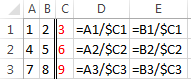 A B C D E
1 1 2 3 =A1/$C1 =B1/$C1
2 4 5 6 =A2/$C2 =B2/$C2
3 7 8 9 =A3/$C3 =B3/$C3